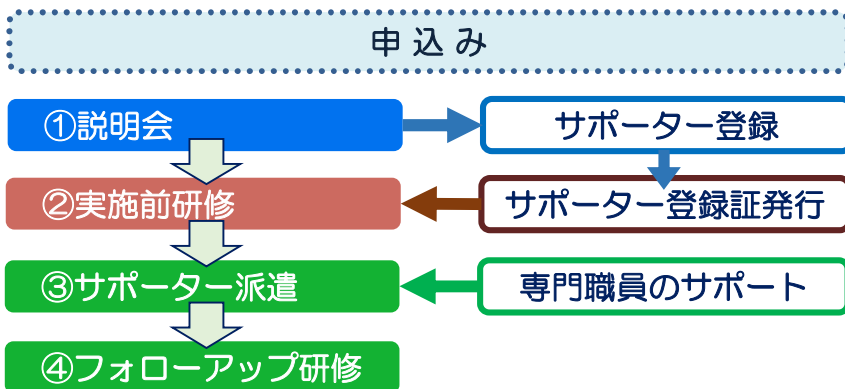 申込み
①説明会
サポーター登録
②実施前研修
サポーター登録証発行
③サポーター派遣
専門職員のサポート
④フォローアップ研修